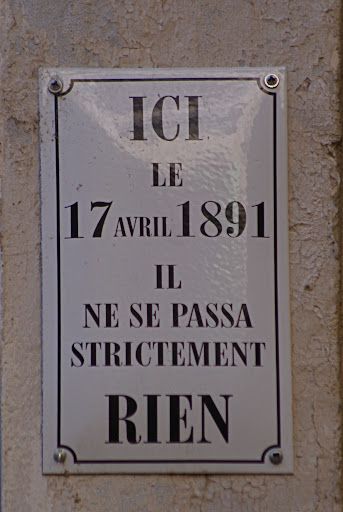 ICI
LE
17 AVRIL 1891
IL
NE SE PASSA
STRICTEMENT
RIEN